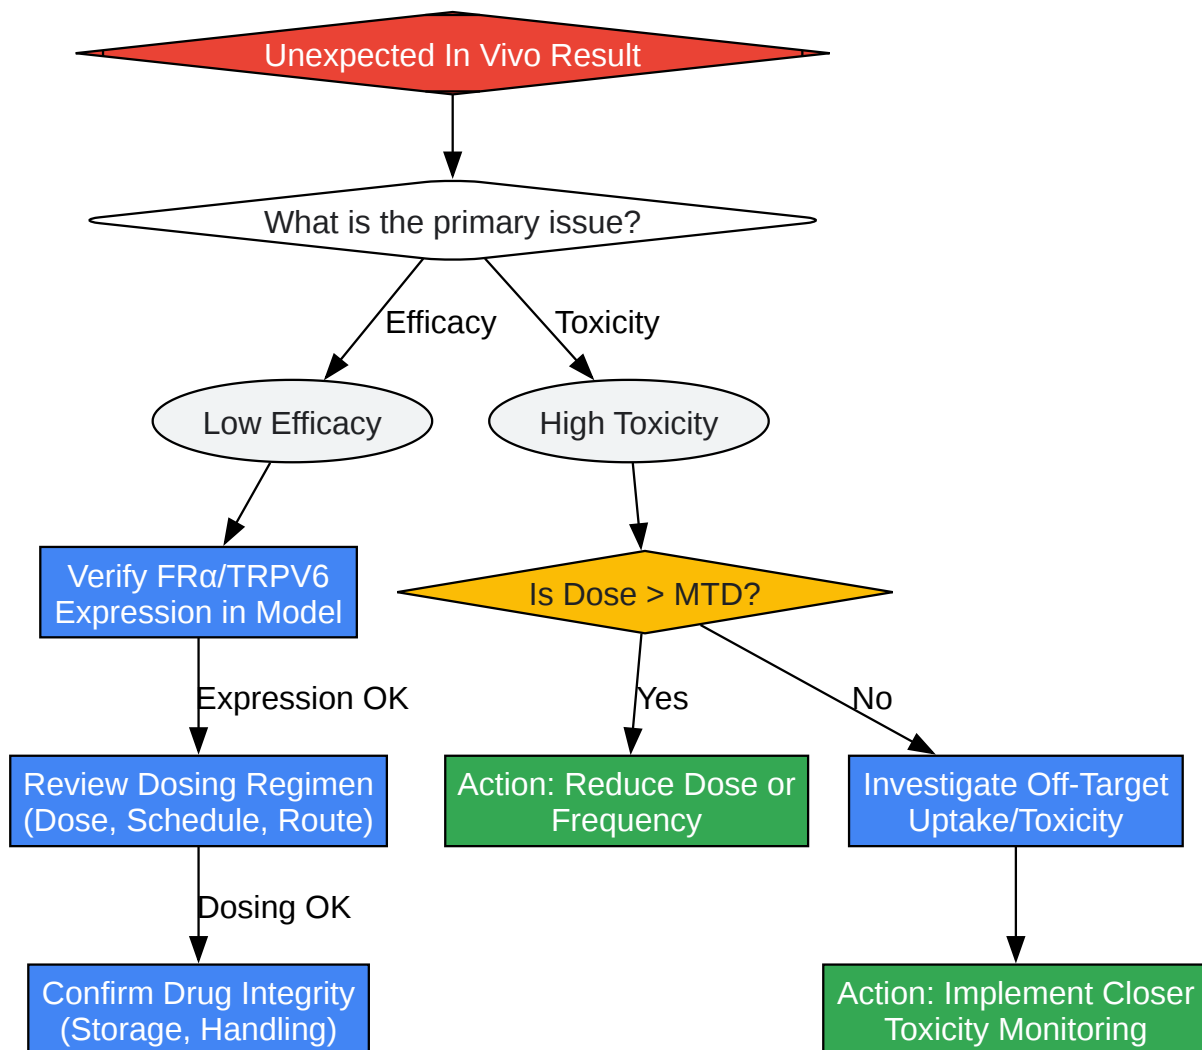 Unexpected In Vivo Result
What is the primary issue?
Efficacy
Toxicity
Low Efficacy
High Toxicity
Verify FRα/TRPV6
Expression in Model
Is Dose > MTD?
Expression OK
Yes
No
Review Dosing Regimen
(Dose, Schedule, Route)
Action: Reduce Dose or
Frequency
Investigate Off-Target
Uptake/Toxicity
Dosing OK
Confirm Drug Integrity
(Storage, Handling)
Action: Implement Closer
Toxicity Monitoring